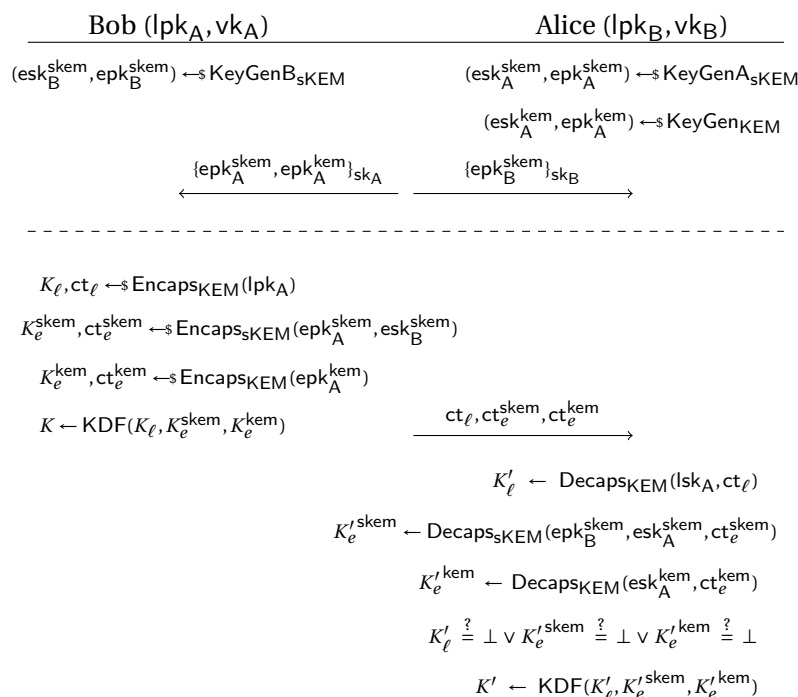 Bob (lpk_A, vk_A) Alice (lpk_B, vk_B)
(esk_B^skem, epk_B^skem) ←$ KeyGenB_sKEM (esk_A^skem, epk_A^skem) ←$ KeyGenA_sKEM
(esk_A^kem, epk_A^kem) ←$ KeyGen_KEM
{epk_A^skem, epk_A^kem}_sk_A {epk_B^skem}_sk_B
K_ℓ, ct_ℓ ←$ Encaps_KEM(lpk_A)
K_e^skem, ct_e^skem ←$ Encaps_sKEM(epk_A^skem, esk_B^skem)
K_e^kem, ct_e^kem ←$ Encaps_KEM(epk_A^kem)
K ← KDF(K_ℓ, K_e^skem, K_e^kem) ct_ℓ, ct_e^skem, ct_e^kem
K'_ℓ ← Decaps_KEM(lsk_A, ct_ℓ)
K'_e^skem ← Decaps_sKEM(epk_B^skem, esk_A^skem, ct_e^skem)
K'_e^kem ← Decaps_KEM(esk_A^kem, ct_e^kem)
K'_ℓ ≟ ⊥ ∨ K'_e^skem ≟ ⊥ ∨ K'_e^kem ≟ ⊥
K' ← KDF(K'_ℓ, K'_e^skem, K'_e^kem)